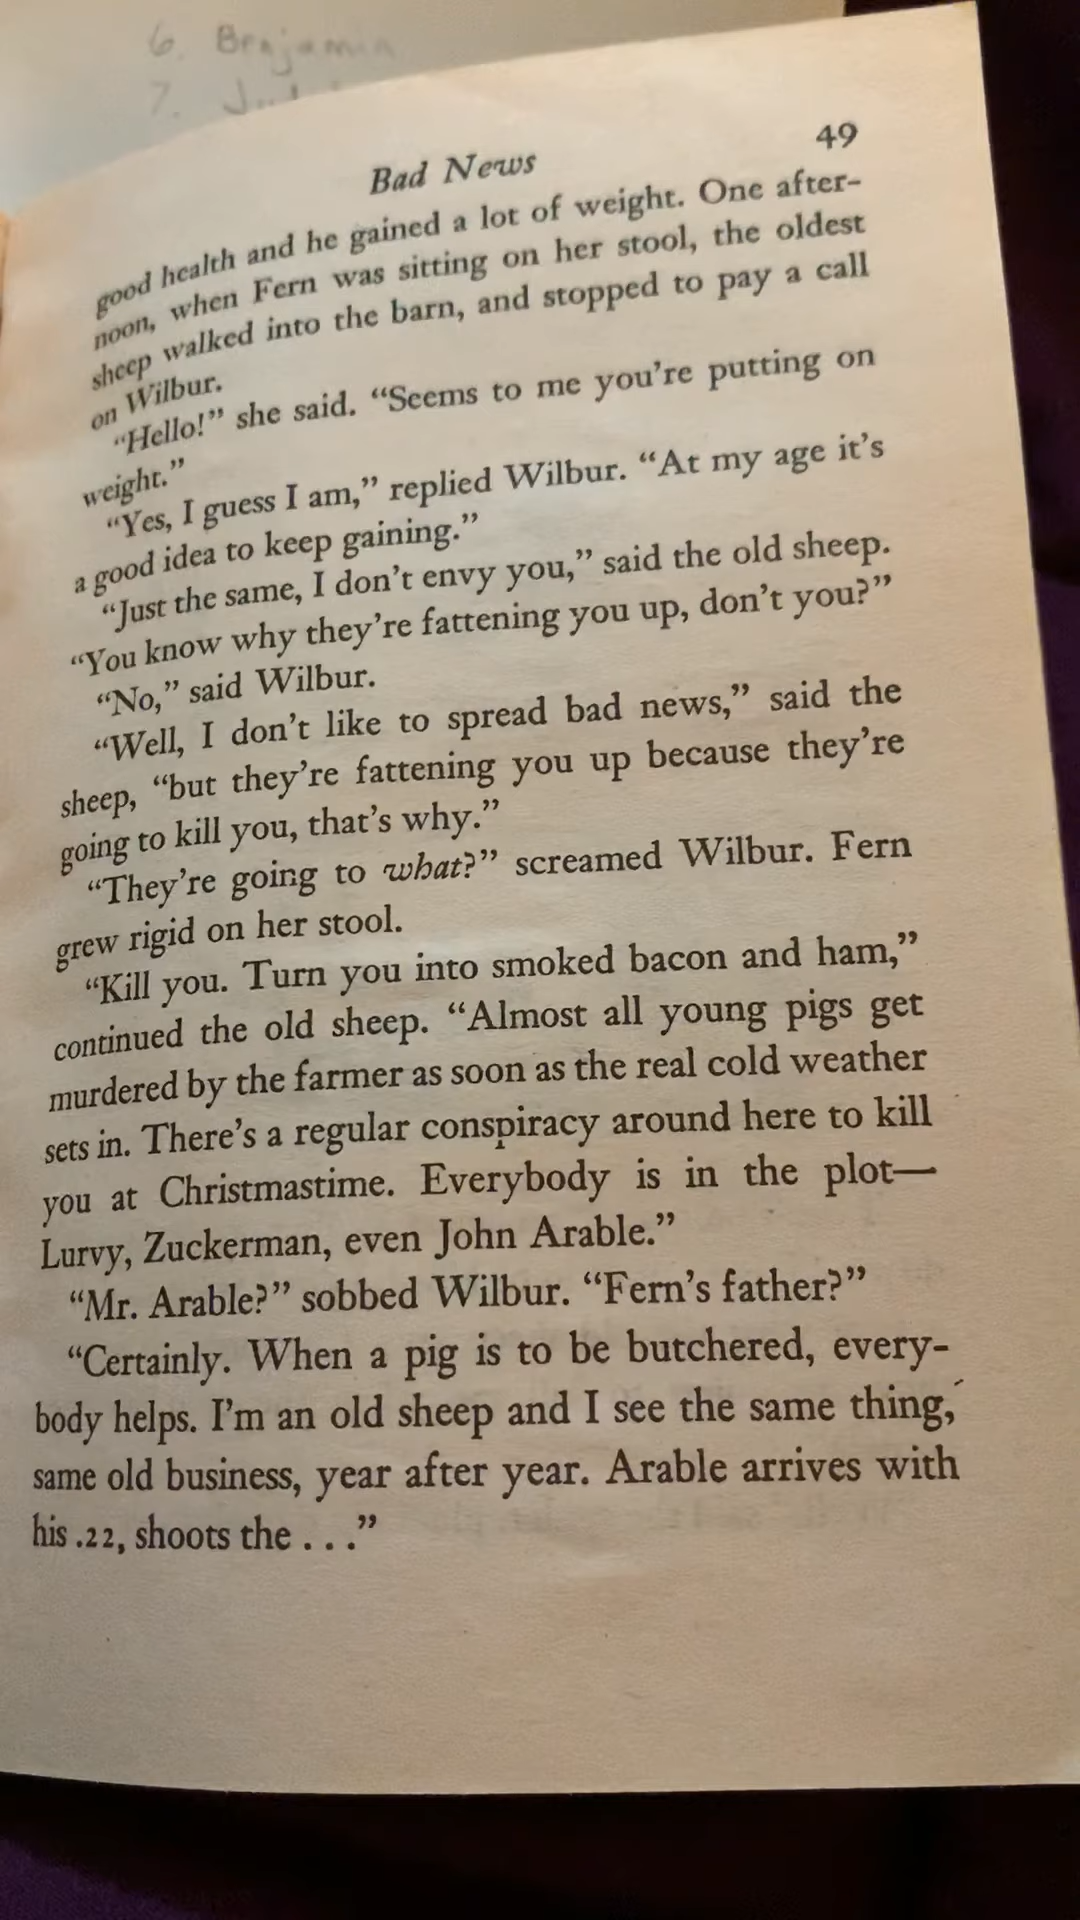 6. Benjamin
7.
49
Bad News
good health and he gained a lot of weight. One after-
noon, when Fern was sitting on her stool, the oldest
sheep walked into the barn, and stopped to pay a call
on Wilbur.
“Hello!” she said. “Seems to me you’re putting on
weight.”
“Yes, I guess I am,” replied Wilbur. “At my age it’s
a good idea to keep gaining.”
“Just the same, I don’t envy you,” said the old sheep.
“You know why they’re fattening you up, don’t you?”
“No,” said Wilbur.
“Well, I don’t like to spread bad news,” said the
sheep, “but they’re fattening you up because they’re
going to kill you, that’s why.”
“They’re going to what?” screamed Wilbur. Fern
grew rigid on her stool.
“Kill you. Turn you into smoked bacon and ham,”
continued the old sheep. “Almost all young pigs get
murdered by the farmer as soon as the real cold weather
sets in. There’s a regular conspiracy around here to kill
you at Christmastime. Everybody is in the plot—
Lurvy, Zuckerman, even John Arable.”
“Mr. Arable?” sobbed Wilbur. “Fern’s father?”
“Certainly. When a pig is to be butchered, every-
body helps. I’m an old sheep and I see the same thing,
same old business, year after year. Arable arrives with
his .22, shoots the . . .”